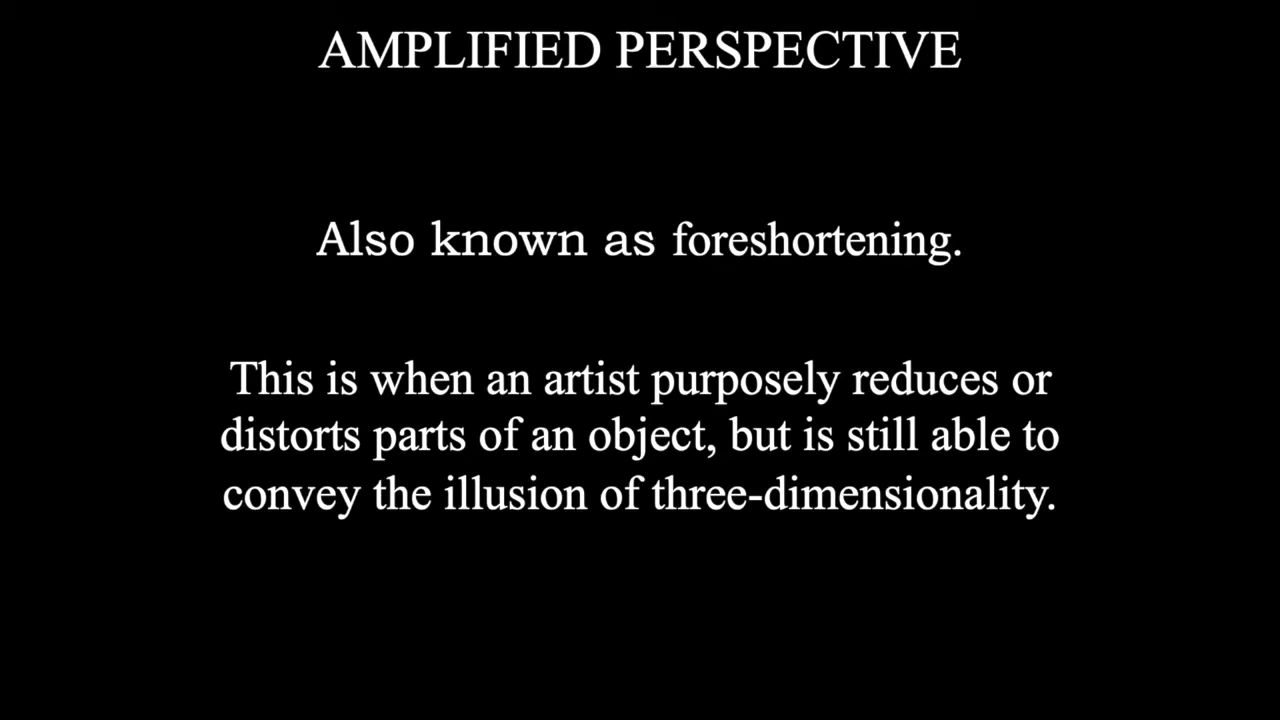 AMPLIFIED PERSPECTIVE
Also known as foreshortening.
This is when an artist purposely reduces or
distorts parts of an object, but is still able to
convey the illusion of three-dimensionality.